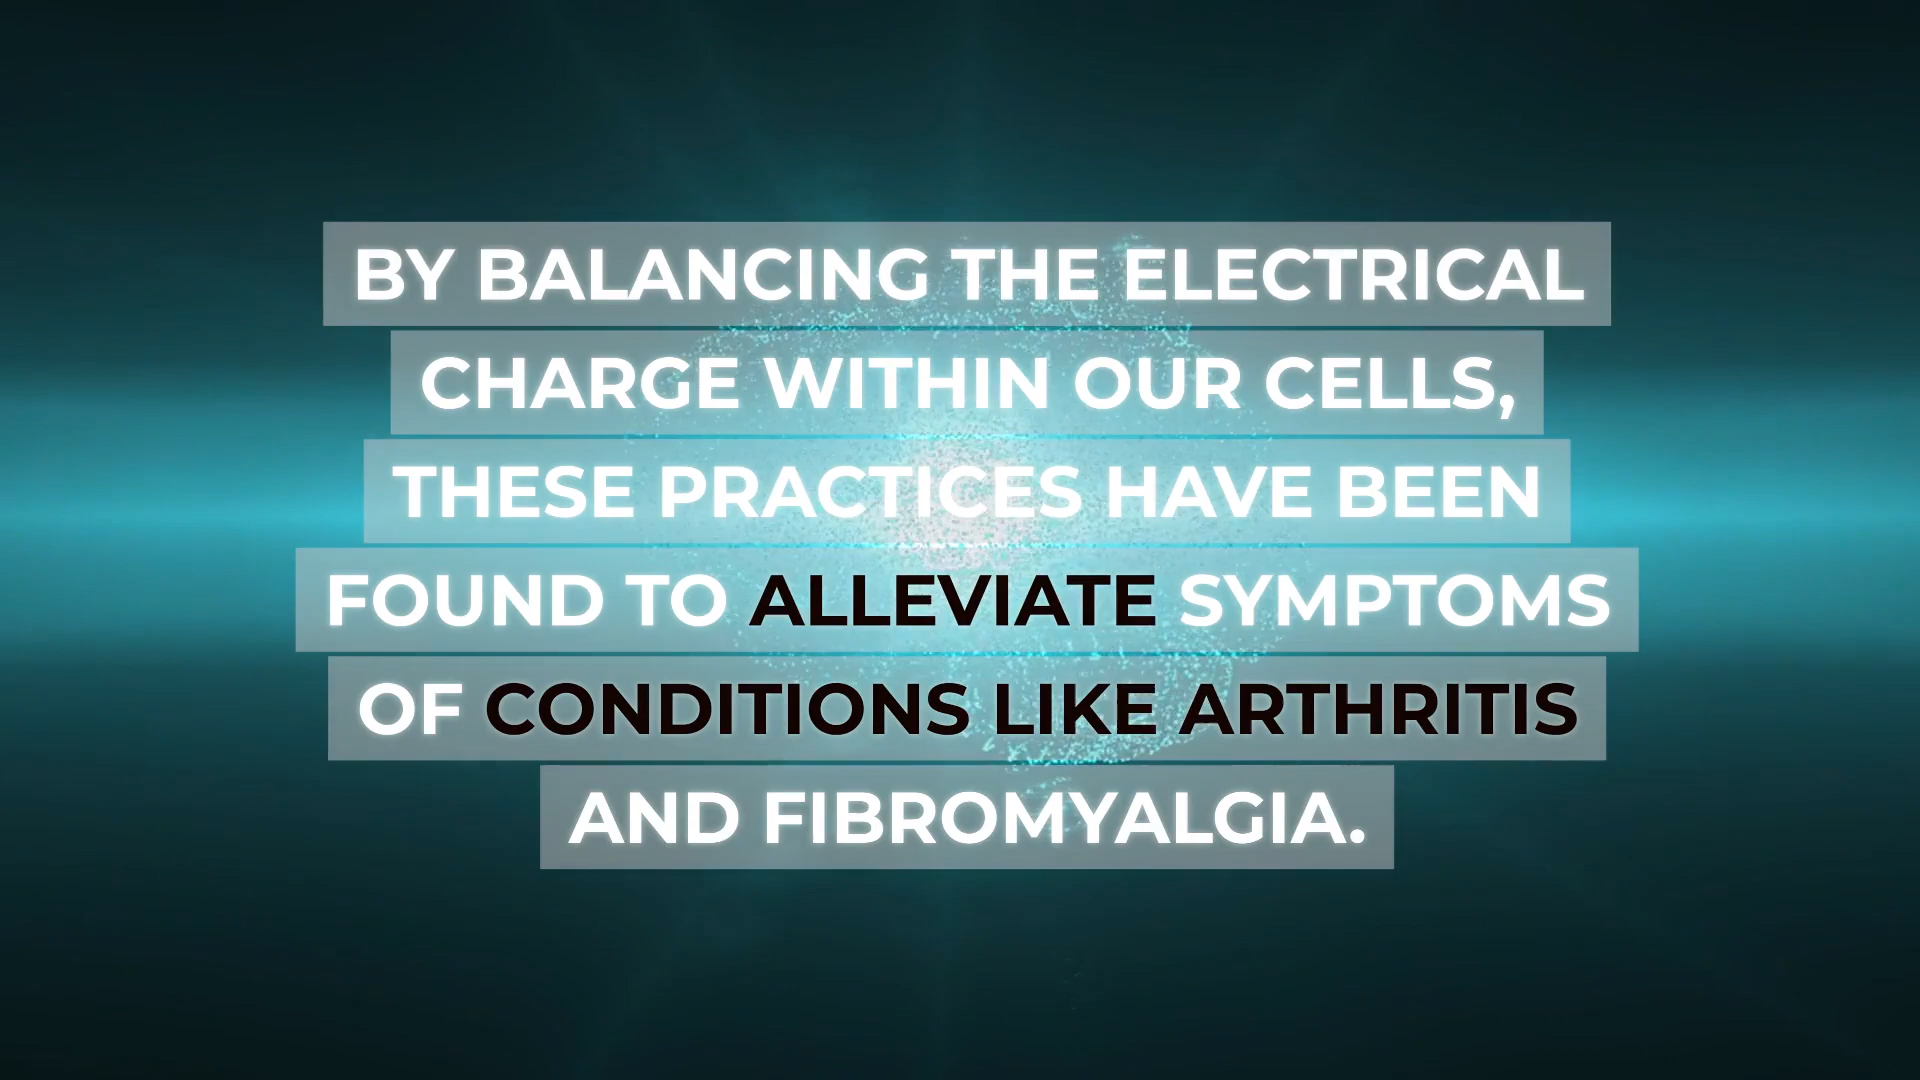 BY BALANCING THE ELECTRICAL
CHARGE WITHIN OUR CELLS,
THESE PRACTICES HAVE BEEN
FOUND TO ALLEVIATE SYMPTOMS
OF CONDITIONS LIKE ARTHRITIS
AND FIBROMYALGIA.